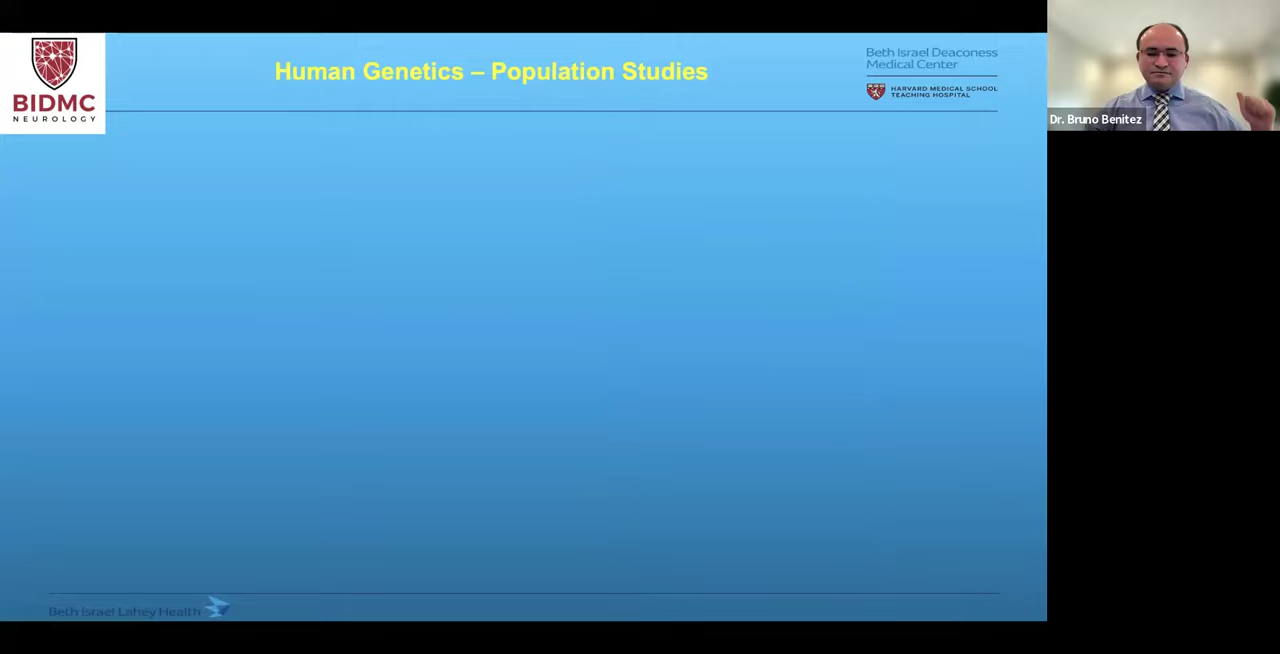 BIDMC
NEUROLOGY
Human Genetics – Population Studies
Beth Israel Deaconess
Medical Center
HARVARD MEDICAL SCHOOL
TEACHING HOSPITAL
Dr. Bruno Benitez
Beth Israel Lahey Health